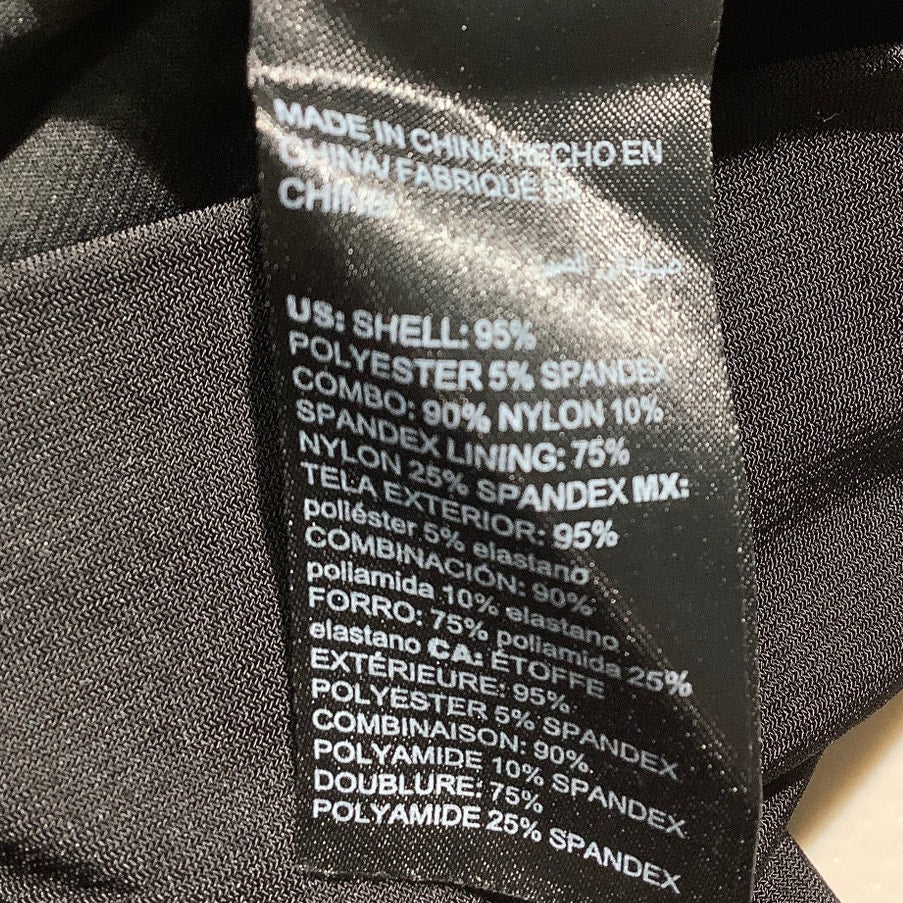 MADE IN CHINA/ HECHO EN
CHINA/ FABRIQUÉ EN
CHINE/
صنع في الصين
US: SHELL: 95%
POLYESTER 5% SPANDEX
COMBO: 90% NYLON 10%
SPANDEX LINING: 75%
NYLON 25% SPANDEX MX:
TELA EXTERIOR: 95%
poliéster 5% elastano
COMBINACIÓN: 90%
poliamida 10% elastano
FORRO: 75% poliamida 25%
elastano CA: ÉTOFFE
EXTÉRIEURE: 95%
POLYESTER 5% SPANDEX
COMBINAISON: 90%
POLYAMIDE 10% SPANDEX
DOUBLURE: 75%
POLYAMIDE 25% SPANDEX